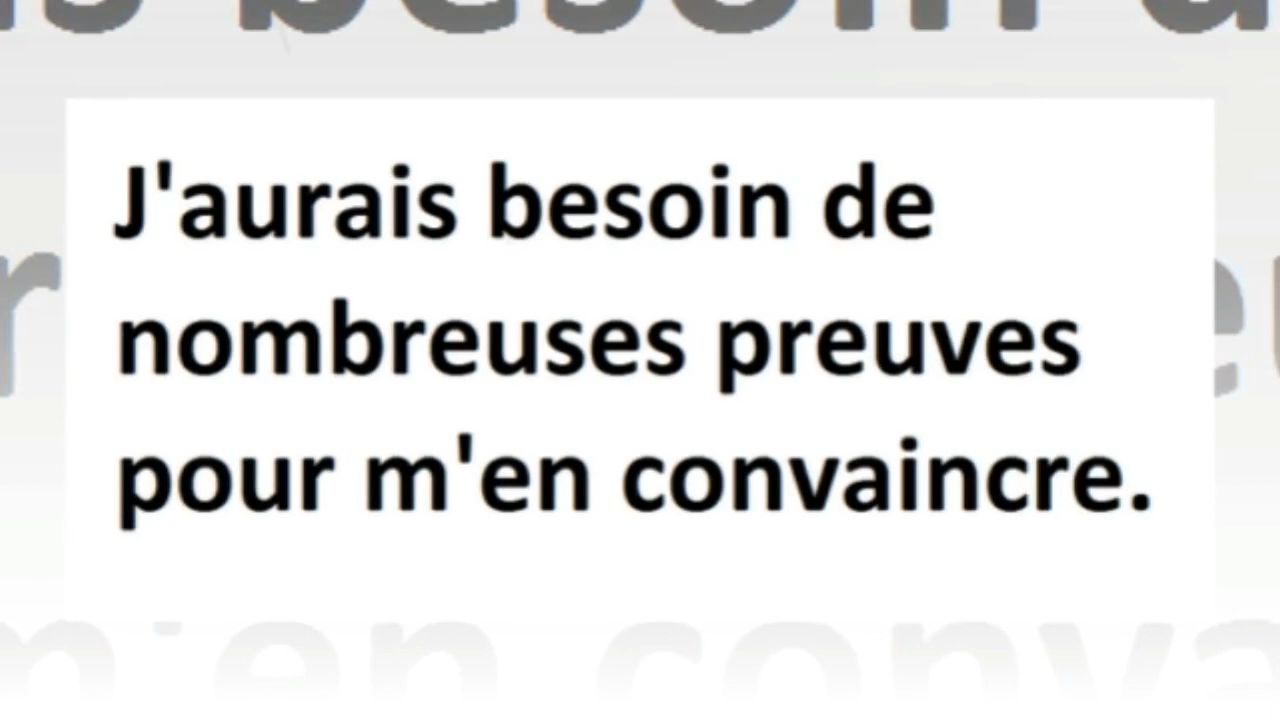 J'aurais besoin de
nombreuses preuves
pour m'en convaincre.